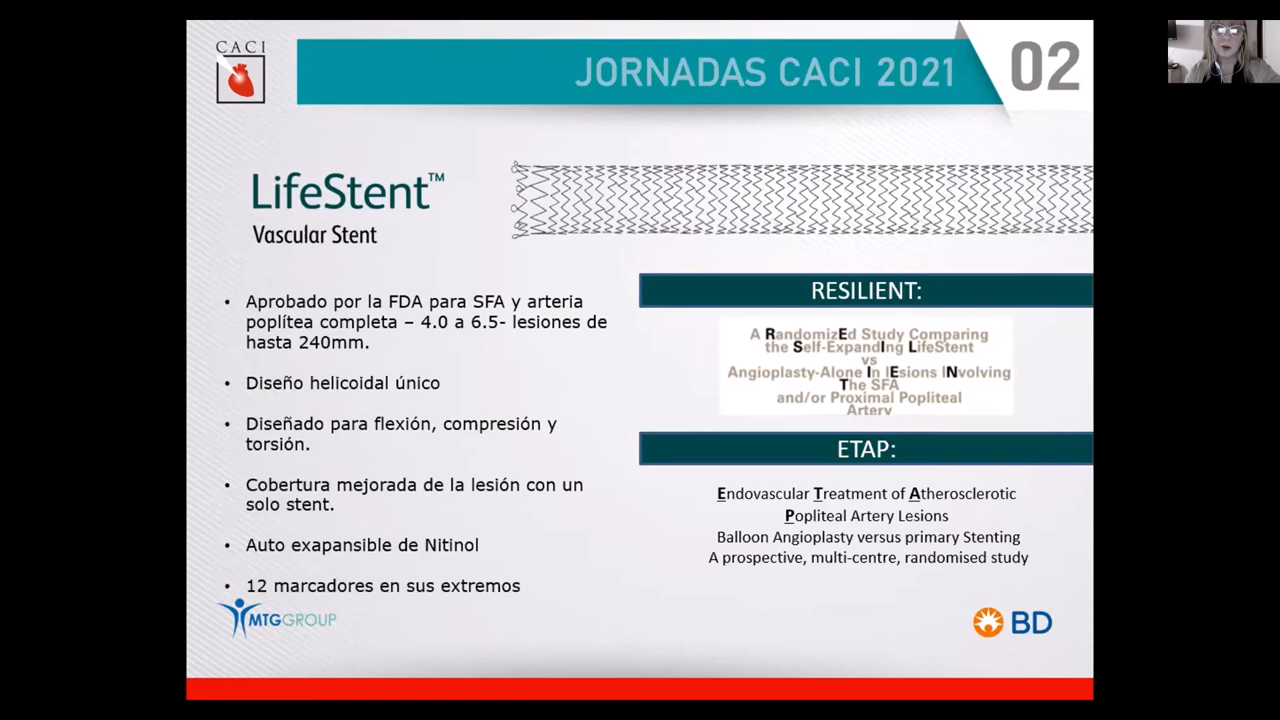 CACI
JORNADAS CACI 2021
02
LifeStent™
Vascular Stent
• Aprobado por la FDA para SFA y arteria
poplítea completa – 4.0 a 6.5- lesiones de
hasta 240mm.
• Diseño helicoidal único
• Diseñado para flexión, compresión y
torsión.
• Cobertura mejorada de la lesión con un
solo stent.
• Auto exapansible de Nitinol
• 12 marcadores en sus extremos
MTGGROUP
RESILIENT:
A RandomizEd Study Comparing
the Self-ExpandIng LifeStent
vs
Angioplasty-Alone In lEsions INvolving
The SFA
and/or Proximal Popliteal
Artery
ETAP:
Endovascular Treatment of Atherosclerotic
Popliteal Artery Lesions
Balloon Angioplasty versus primary Stenting
A prospective, multi-centre, randomised study
BD